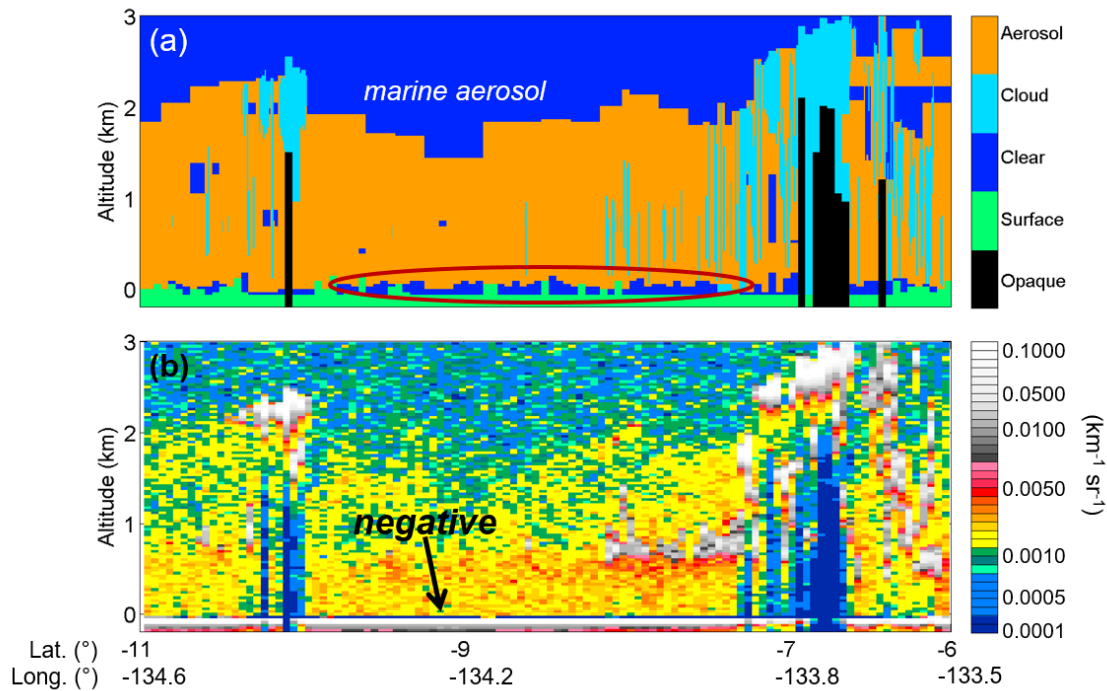 (a)
marine aerosol
Altitude (km)
3
2
1
0
Aerosol
Cloud
Clear
Surface
Opaque
(b)
negative
Altitude (km)
3
2
1
0
0.1000
0.0500
0.0100
0.0050
0.0010
0.0005
0.0001
(km⁻¹ sr⁻¹)
Lat. (°) -11 -9 -7 -6
Long. (°) -134.6 -134.2 -133.8 -133.5